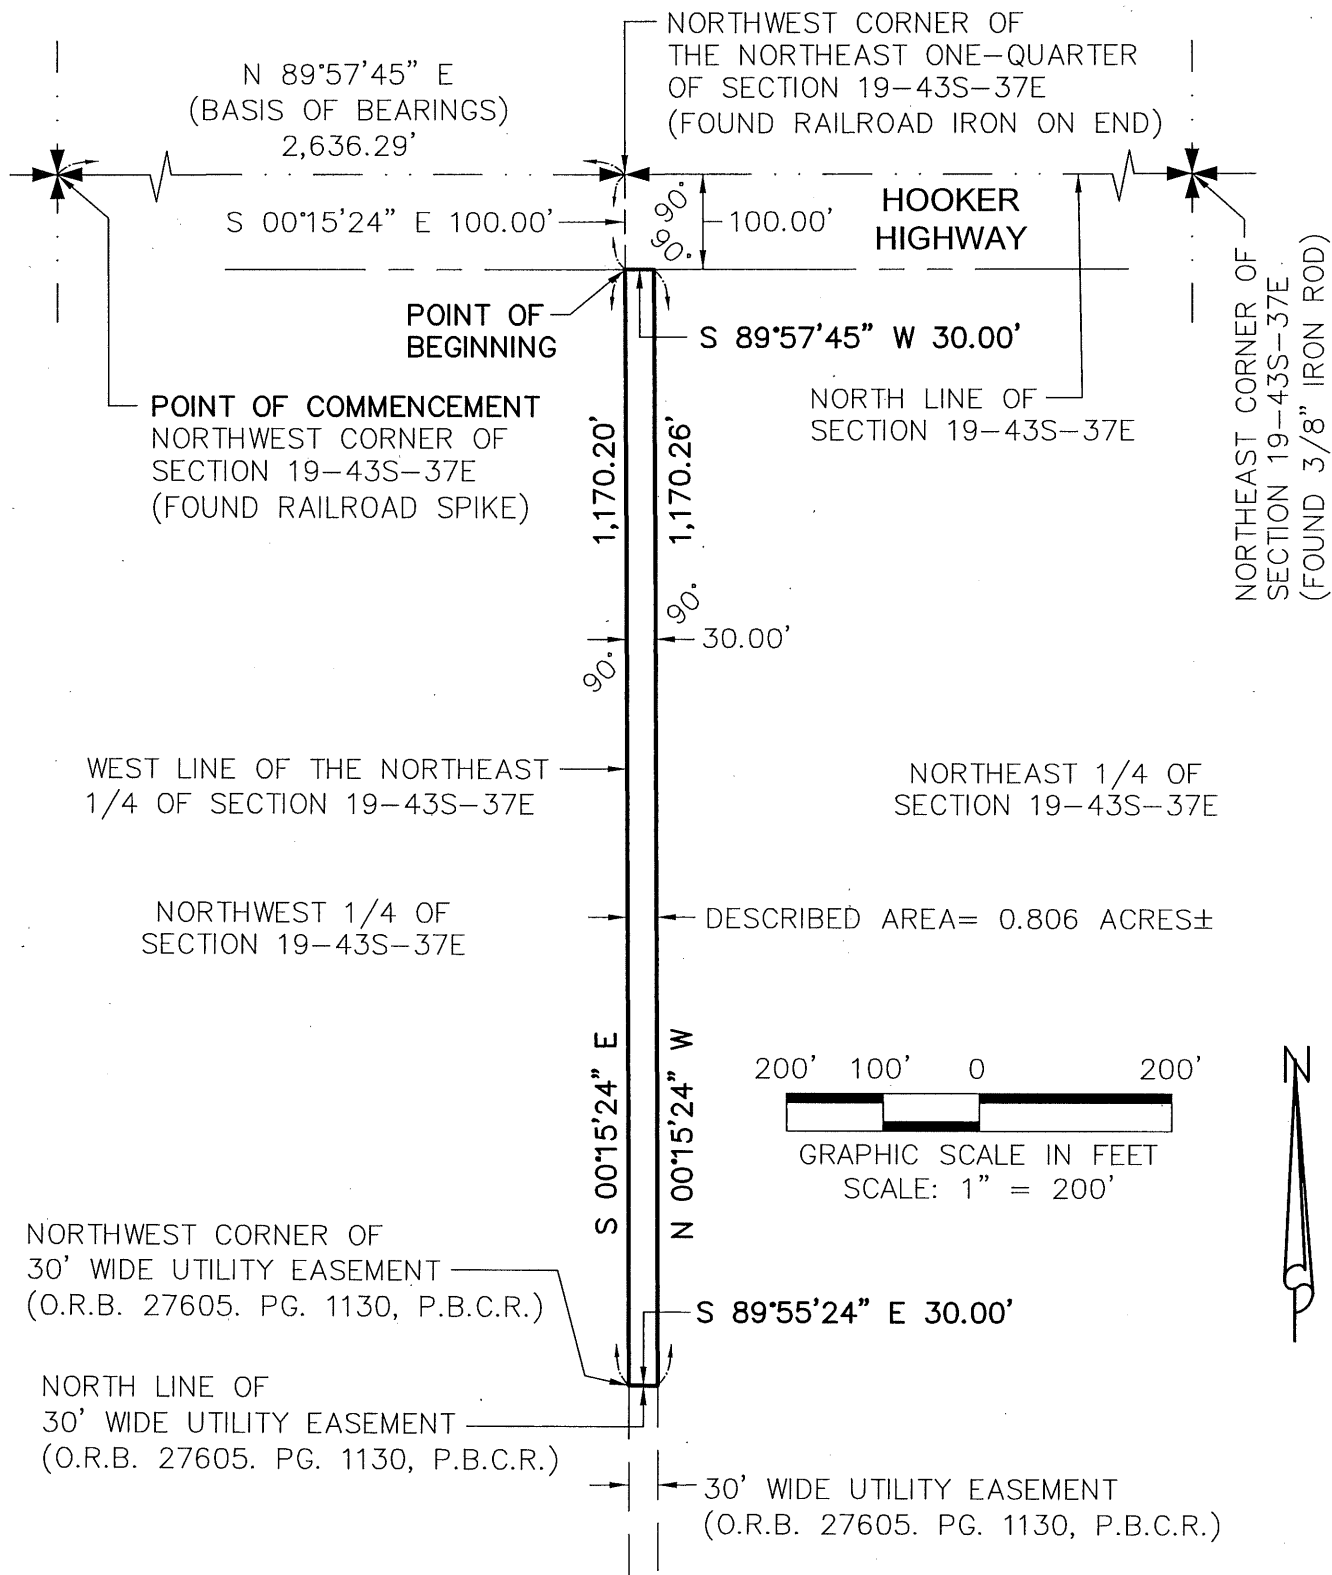 NORTHWEST CORNER OF
THE NORTHEAST ONE-QUARTER
OF SECTION 19-43S-37E
(FOUND RAILROAD IRON ON END)
N 89°57'45" E
(BASIS OF BEARINGS)
2,636.29'
S 00°15'24" E 100.00'
90°
90°
100.00'
HOOKER
HIGHWAY
POINT OF
BEGINNING
S 89°57'45" W 30.00'
POINT OF COMMENCEMENT
NORTHWEST CORNER OF
SECTION 19-43S-37E
(FOUND RAILROAD SPIKE)
NORTH LINE OF
SECTION 19-43S-37E
NORTHEAST CORNER OF
SECTION 19-43S-37E
(FOUND 3/8" IRON ROD)
1,170.20'
1,170.26'
90°
30.00'
90°
WEST LINE OF THE NORTHEAST
1/4 OF SECTION 19-43S-37E
NORTHEAST 1/4 OF
SECTION 19-43S-37E
NORTHWEST 1/4 OF
SECTION 19-43S-37E
DESCRIBED AREA= 0.806 ACRES±
S 00°15'24" E
N 00°15'24" W
200' 100' 0 200'
GRAPHIC SCALE IN FEET
SCALE: 1" = 200'
N
NORTHWEST CORNER OF
30' WIDE UTILITY EASEMENT
(O.R.B. 27605. PG. 1130, P.B.C.R.)
S 89°55'24" E 30.00'
NORTH LINE OF
30' WIDE UTILITY EASEMENT
(O.R.B. 27605. PG. 1130, P.B.C.R.)
30' WIDE UTILITY EASEMENT
(O.R.B. 27605. PG. 1130, P.B.C.R.)